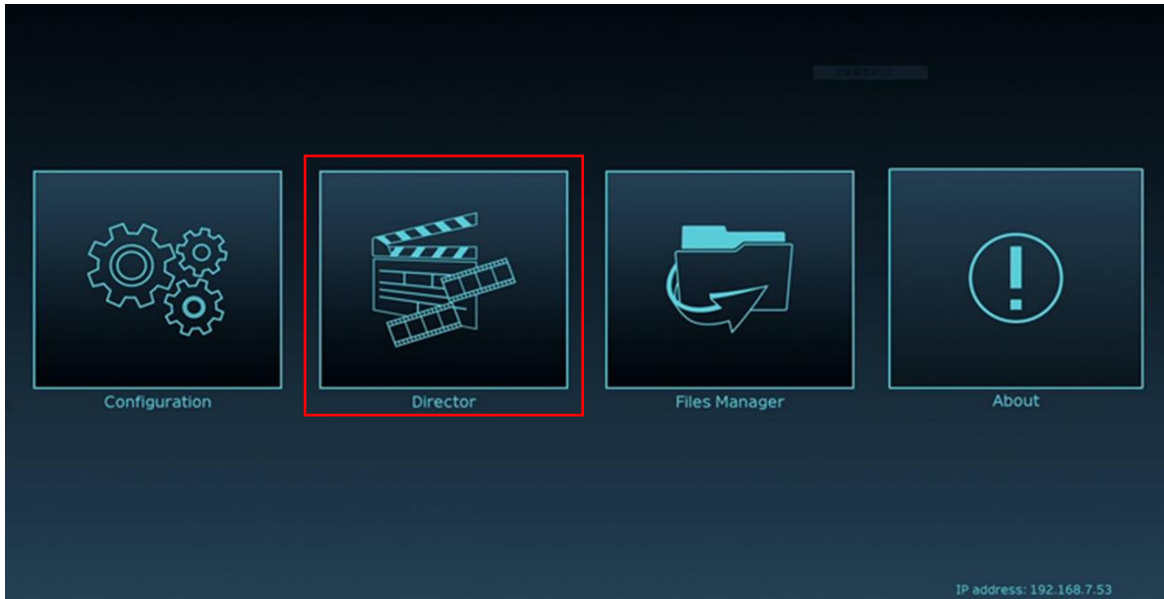 Configuration
Director
Files Manager
About
IP address: 192.168.7.53